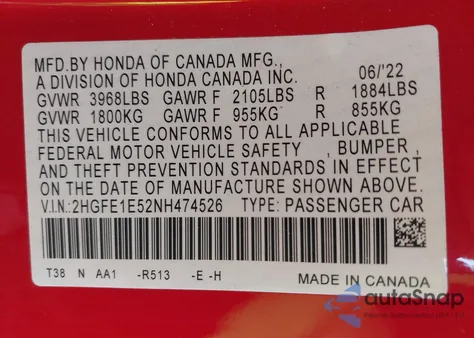 MFD.BY HONDA OF CANADA MFG.,
A DIVISION OF HONDA CANADA INC. 06/'22
GVWR 3968LBS GAWR F 2105LBS R 1884LBS
GVWR 1800KG GAWR F 955KG R 855KG
THIS VEHICLE CONFORMS TO ALL APPLICABLE
FEDERAL MOTOR VEHICLE SAFETY , BUMPER ,
AND THEFT PREVENTION STANDARDS IN EFFECT
ON THE DATE OF MANUFACTURE SHOWN ABOVE.
V.I.N:2HGFE1E52NH474526 TYPE: PASSENGER CAR
T38 N AA1 -R513 -E -H
MADE IN CANADA
autoSnap